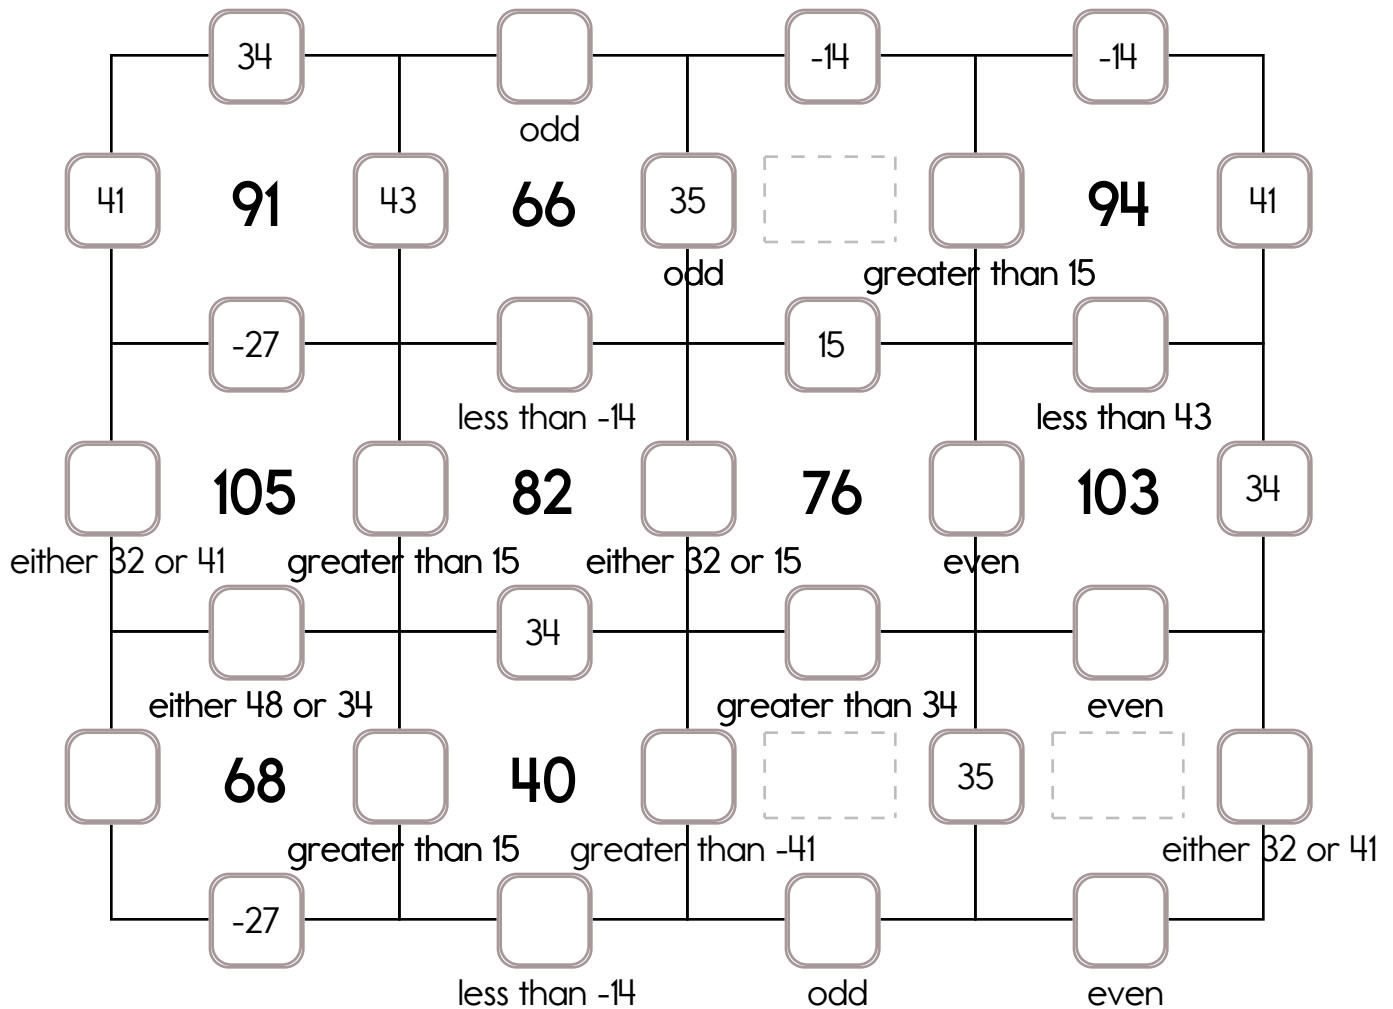 34 -14 -14
odd
41 91 43 66 35 94 41
odd greater than 15
-27 15
less than -14 less than 43
105 82 76 103 34
either 32 or 41 greater than 15 either 32 or 15 even
34
either 48 or 34 greater than 34 even
68 40 35
greater than 15 greater than -41 either 32 or 41
-27
less than -14 odd even